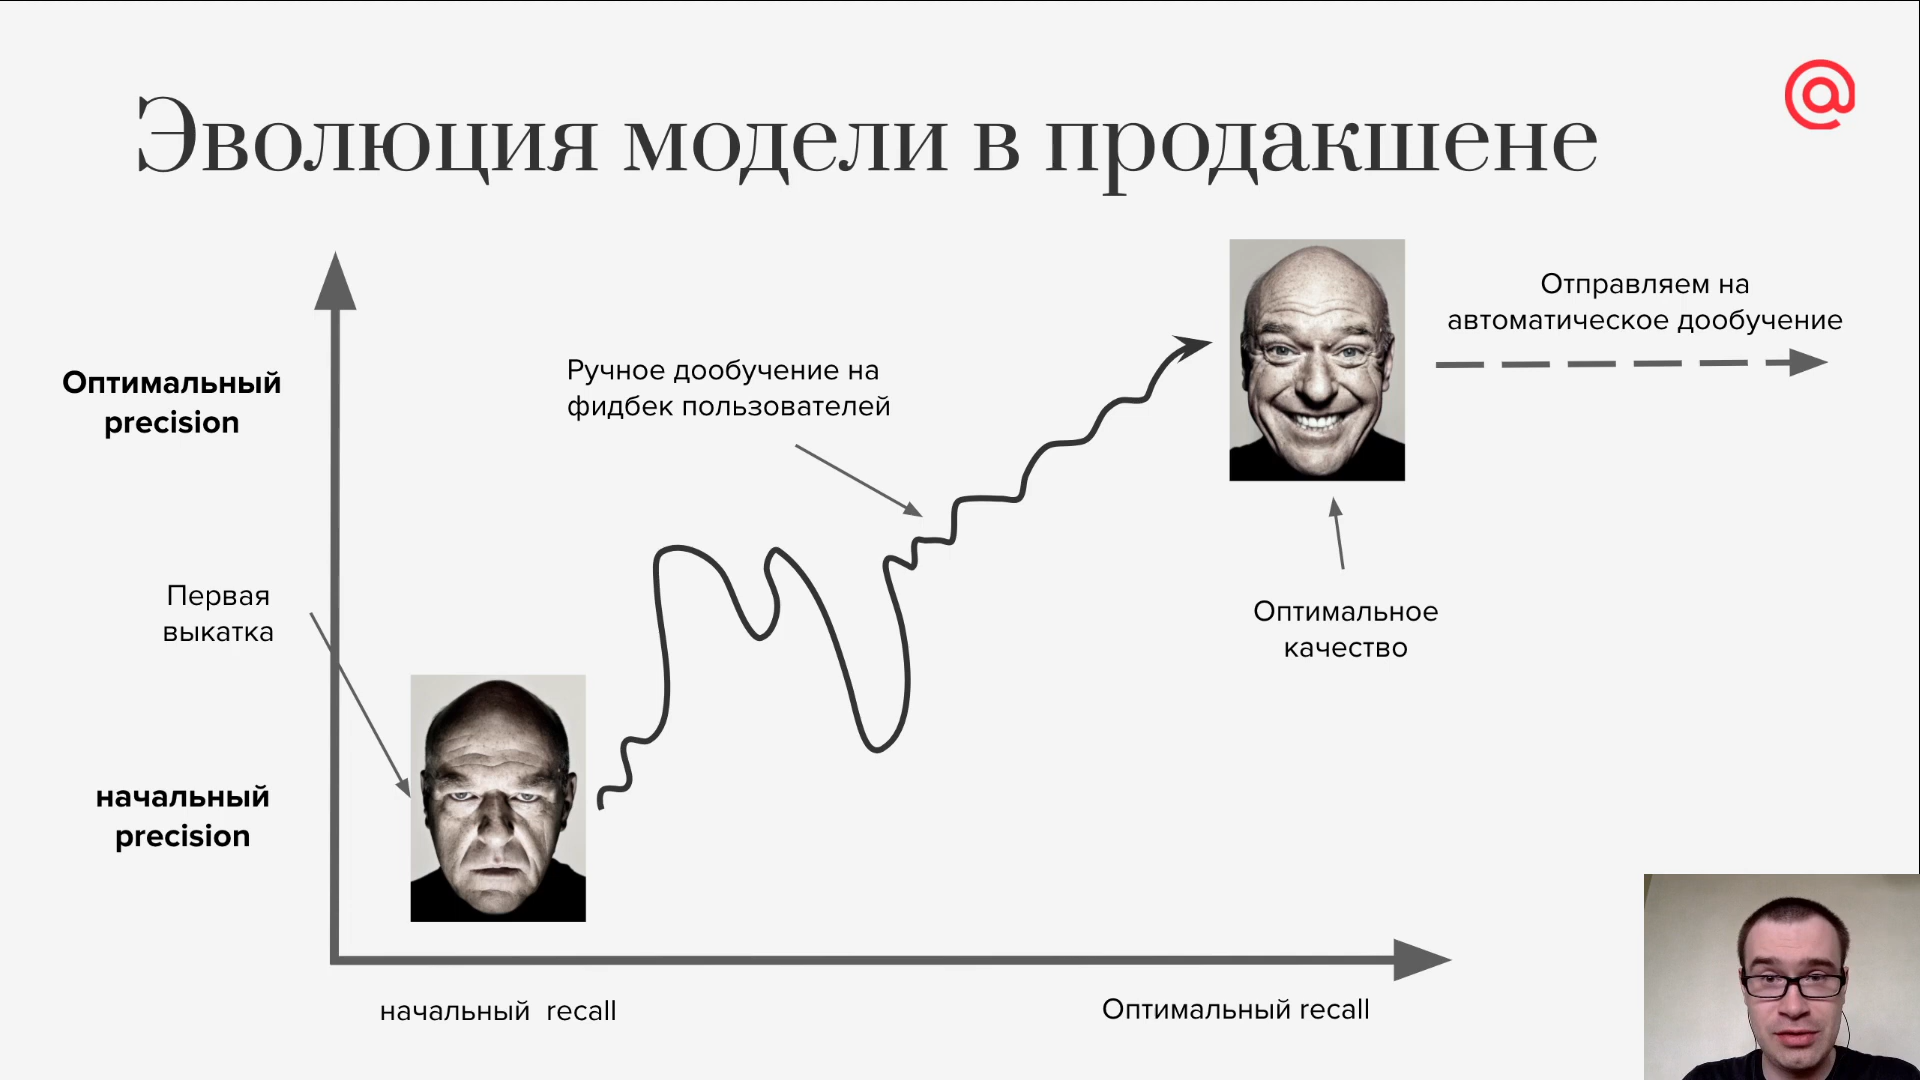 Эволюция модели в продакшене
Отправляем на
автоматическое дообучение
Ручное дообучение на
фидбек пользователей
Оптимальный
precision
Первая
выкатка
Оптимальное
качество
начальный
precision
начальный recall
Оптимальный recall